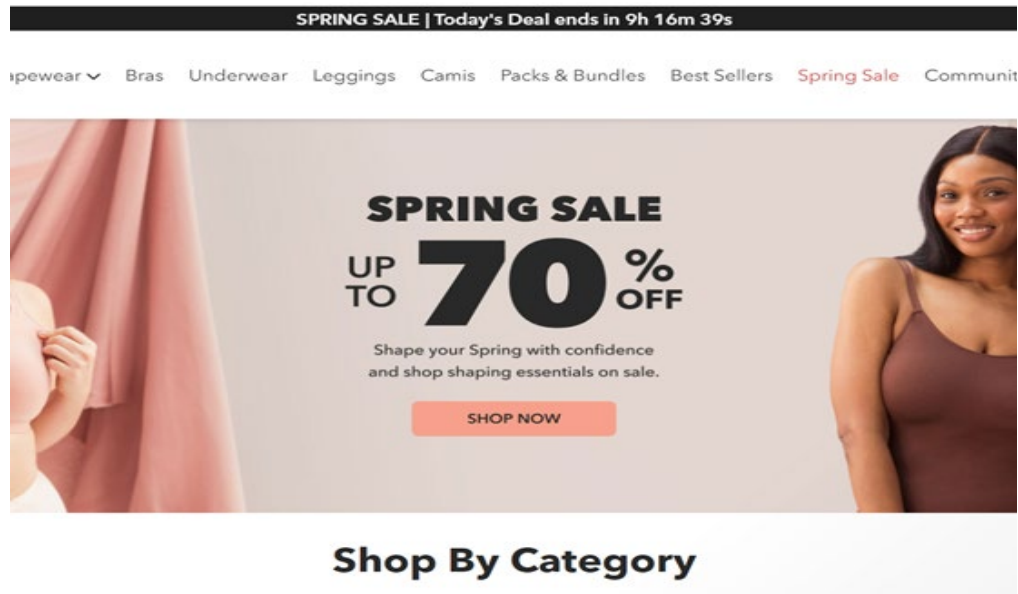 SPRING SALE | Today's Deal ends in 9h 16m 39s
Bras Underwear Leggings Camis Packs & Bundles Best Sellers Spring Sale
SPRING SALE
UP TO 70% OFF
Shape your Spring with confidence
and shop shaping essentials on sale.
SHOP NOW
Shop By Category